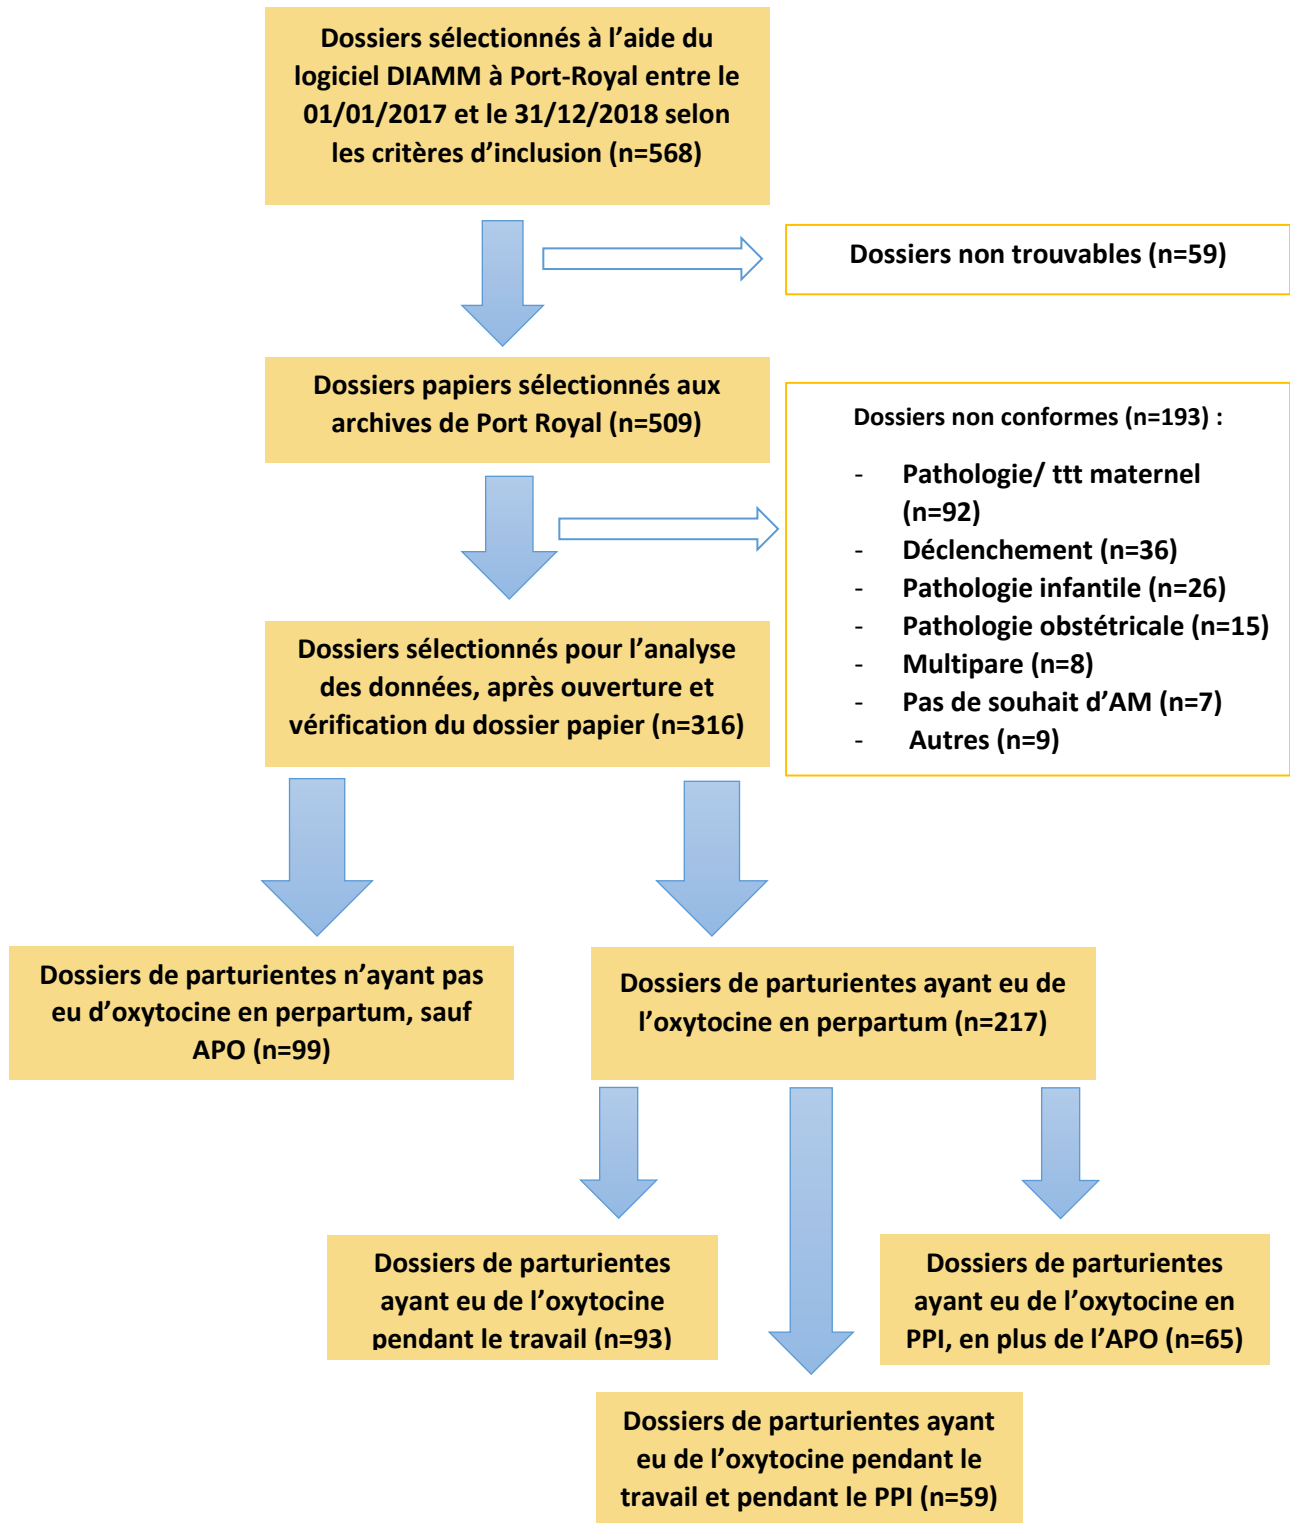 Dossiers sélectionnés à l’aide du
logiciel DIAMM à Port-Royal entre le
01/01/2017 et le 31/12/2018 selon
les critères d’inclusion (n=568)
Dossiers non trouvables (n=59)
Dossiers papiers sélectionnés aux
archives de Port Royal (n=509)
Dossiers non conformes (n=193) :
- Pathologie/ ttt maternel
(n=92)
- Déclenchement (n=36)
- Pathologie infantile (n=26)
- Pathologie obstétricale (n=15)
- Multipare (n=8)
- Pas de souhait d’AM (n=7)
- Autres (n=9)
Dossiers sélectionnés pour l’analyse
des données, après ouverture et
vérification du dossier papier (n=316)
Dossiers de parturientes n’ayant pas
eu d’oxytocine en perpartum, sauf
APO (n=99)
Dossiers de parturientes ayant eu de
l’oxytocine en perpartum (n=217)
Dossiers de parturientes
ayant eu de l’oxytocine
pendant le travail (n=93)
Dossiers de parturientes
ayant eu de l’oxytocine en
PPI, en plus de l’APO (n=65)
Dossiers de parturientes ayant
eu de l’oxytocine pendant le
travail et pendant le PPI (n=59)